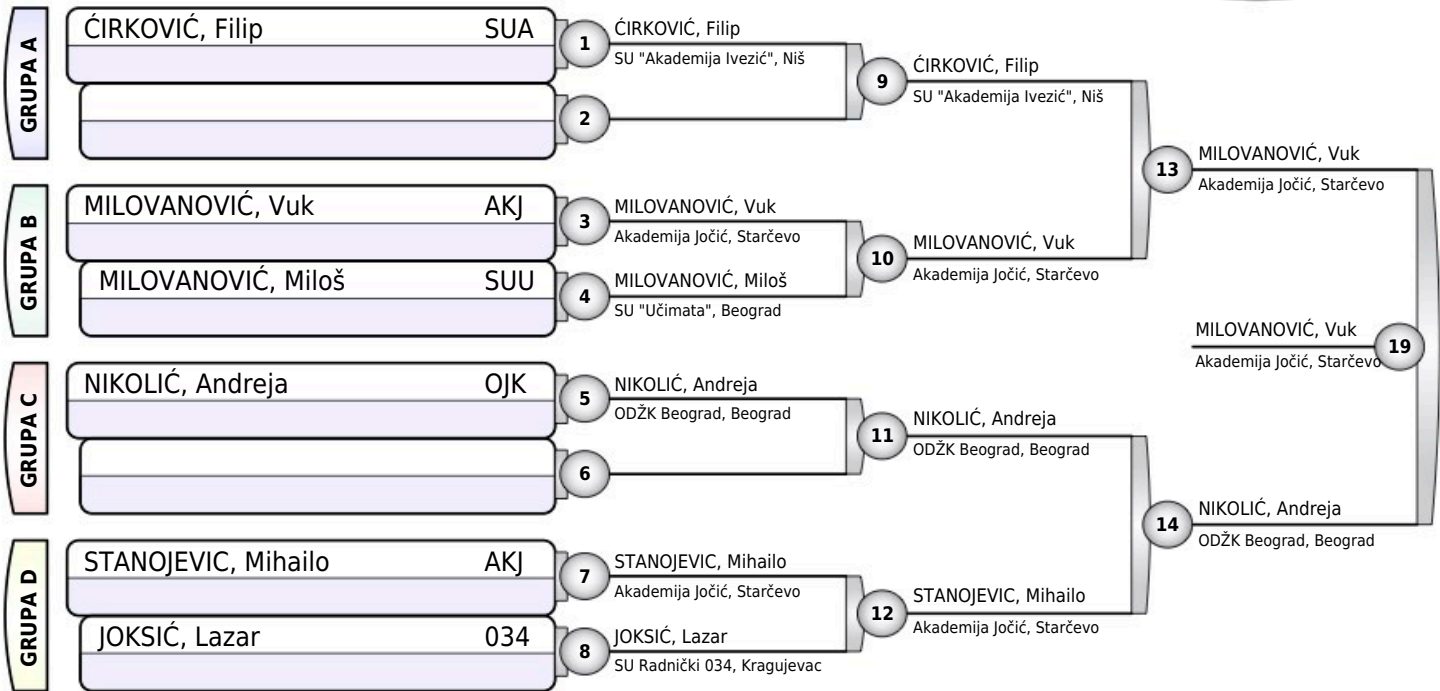 GRUPA A
ĆIRKOVIĆ, Filip SUA
1
ĆIRKOVIĆ, Filip
SU "Akademija Ivezić", Niš
2
9
ĆIRKOVIĆ, Filip
SU "Akademija Ivezić", Niš
13
MILOVANOVIĆ, Vuk
Akademija Jočić, Starčevo
GRUPA B
MILOVANOVIĆ, Vuk AKJ
3
MILOVANOVIĆ, Vuk
Akademija Jočić, Starčevo
MILOVANOVIĆ, Miloš SUU
4
MILOVANOVIĆ, Miloš
SU "Učimata", Beograd
10
MILOVANOVIĆ, Vuk
Akademija Jočić, Starčevo
MILOVANOVIĆ, Vuk
Akademija Jočić, Starčevo
19
GRUPA C
NIKOLIĆ, Andreja OJK
5
NIKOLIĆ, Andreja
ODŽK Beograd, Beograd
6
11
NIKOLIĆ, Andreja
ODŽK Beograd, Beograd
14
NIKOLIĆ, Andreja
ODŽK Beograd, Beograd
GRUPA D
STANOJEVIC, Mihailo AKJ
7
STANOJEVIC, Mihailo
Akademija Jočić, Starčevo
JOKSIĆ, Lazar 034
8
JOKSIĆ, Lazar
SU Radnički 034, Kragujevac
12
STANOJEVIC, Mihailo
Akademija Jočić, Starčevo